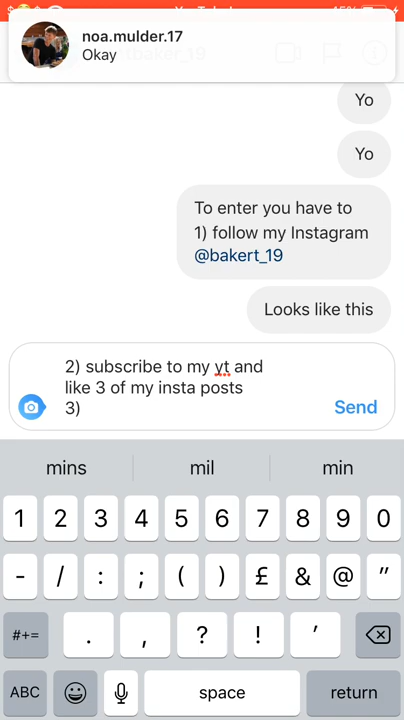 noa.mulder.17
Okay
Yo
Yo
To enter you have to
1) follow my Instagram
@bakert_19
Looks like this
2) subscribe to my yt and
like 3 of my insta posts
3)
Send
mins mil min
1 2 3 4 5 6 7 8 9 0
- / : ; ( ) £ & @ "
#+= . , ? ! '
ABC space return